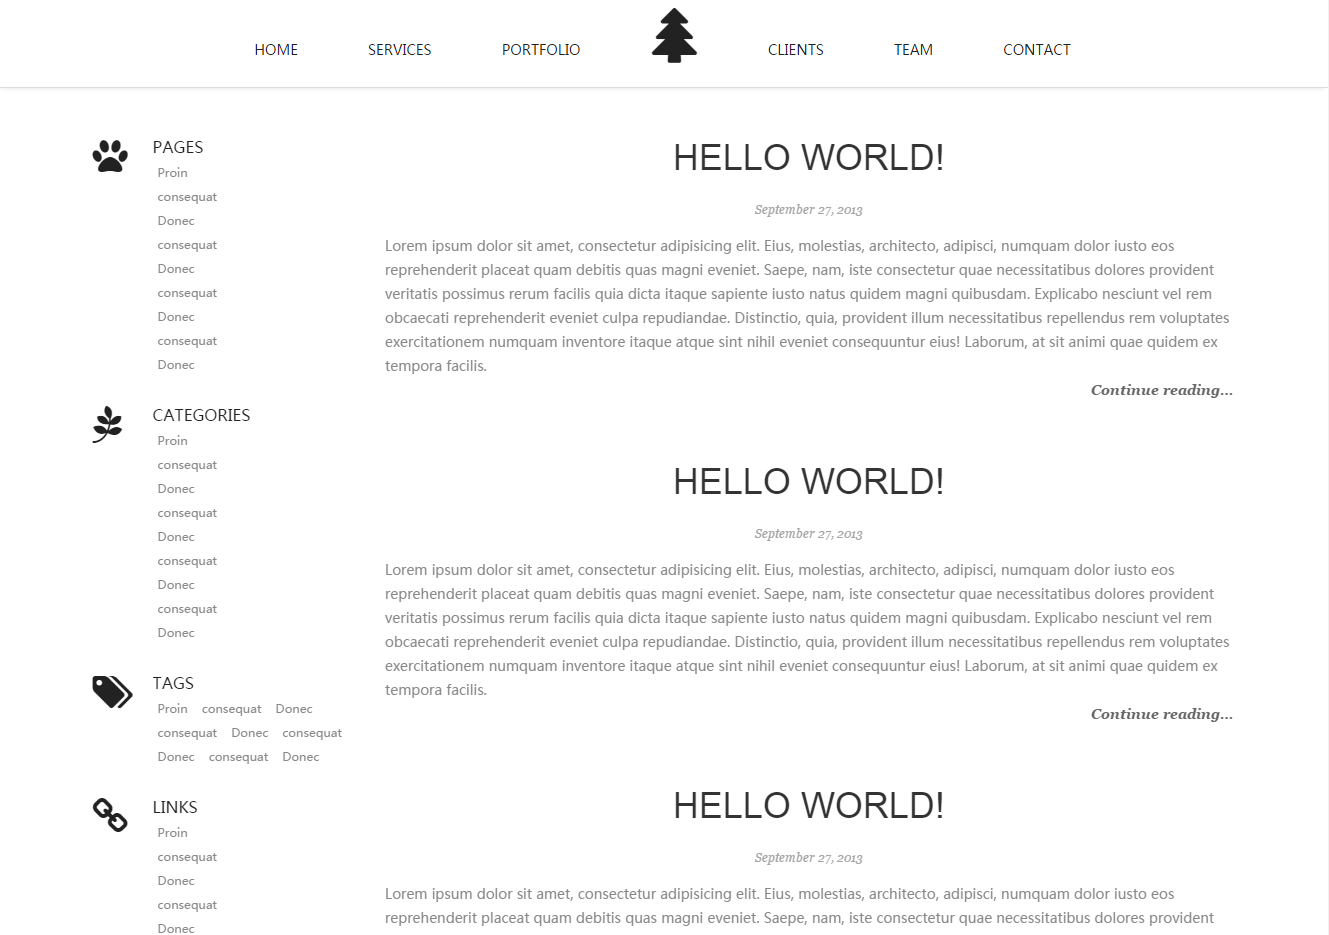 HOME SERVICES PORTFOLIO CLIENTS TEAM CONTACT
PAGES
Proin
consequat
Donec
consequat
Donec
consequat
Donec
consequat
Donec
CATEGORIES
Proin
consequat
Donec
consequat
Donec
consequat
Donec
consequat
Donec
TAGS
Proin consequat Donec
consequat Donec consequat
Donec consequat Donec
LINKS
Proin
consequat
Donec
consequat
Donec
HELLO WORLD!
September 27, 2013
Lorem ipsum dolor sit amet, consectetur adipisicing elit. Eius, molestias, architecto, adipisci, numquam dolor iusto eos
reprehenderit placeat quam debitis quas magni eveniet. Saepe, nam, iste consectetur quae necessitatibus dolores provident
veritatis possimus rerum facilis quia dicta itaque sapiente iusto natus quidem magni quibusdam. Explicabo nesciunt vel rem
obcaecati reprehenderit eveniet culpa repudiandae. Distinctio, quia, provident illum necessitatibus repellendus rem voluptates
exercitationem numquam inventore itaque atque sint nihil eveniet consequuntur eius! Laborum, at sit animi quae quidem ex
tempora facilis.
Continue reading...
HELLO WORLD!
September 27, 2013
Lorem ipsum dolor sit amet, consectetur adipisicing elit. Eius, molestias, architecto, adipisci, numquam dolor iusto eos
reprehenderit placeat quam debitis quas magni eveniet. Saepe, nam, iste consectetur quae necessitatibus dolores provident
veritatis possimus rerum facilis quia dicta itaque sapiente iusto natus quidem magni quibusdam. Explicabo nesciunt vel rem
obcaecati reprehenderit eveniet culpa repudiandae. Distinctio, quia, provident illum necessitatibus repellendus rem voluptates
exercitationem numquam inventore itaque atque sint nihil eveniet consequuntur eius! Laborum, at sit animi quae quidem ex
tempora facilis.
Continue reading...
HELLO WORLD!
September 27, 2013
Lorem ipsum dolor sit amet, consectetur adipisicing elit. Eius, molestias, architecto, adipisci, numquam dolor iusto eos
reprehenderit placeat quam debitis quas magni eveniet. Saepe, nam, iste consectetur quae necessitatibus dolores provident